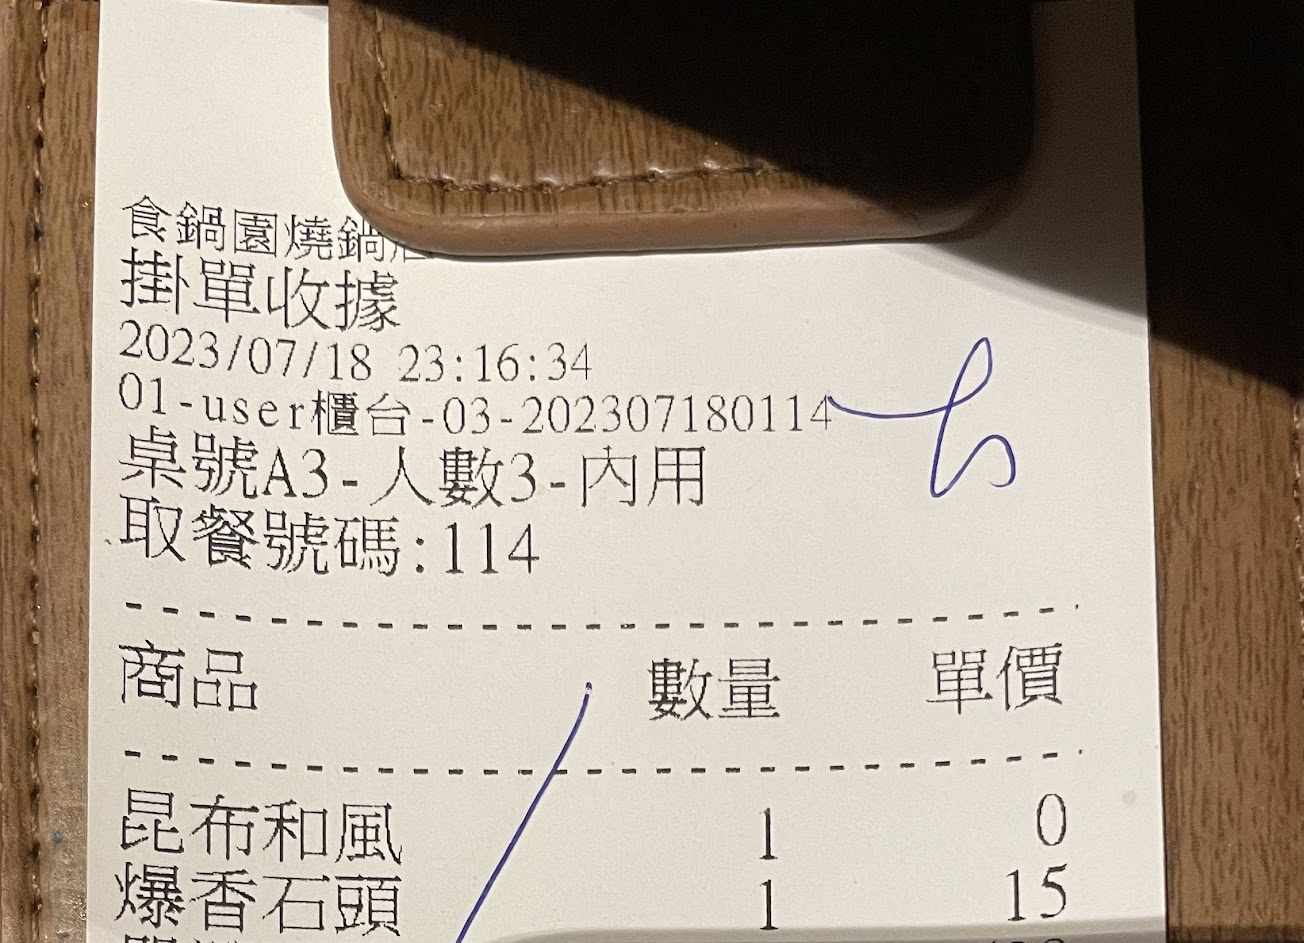 食鍋園燒鍋
掛單收據
2023/07/18 23:16:34
01-user櫃台-03-202307180114
桌號A3-人數3-內用
取餐號碼:114
商品 數量 單價
昆布和風 1 0
爆香石頭 1 15